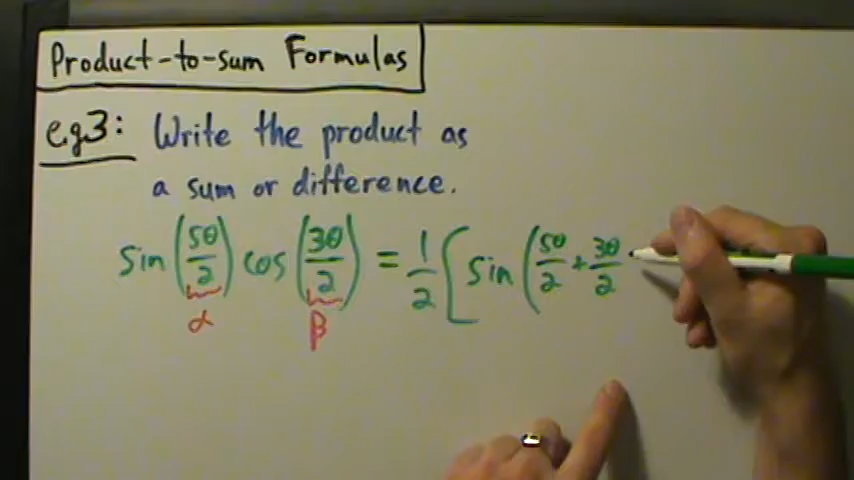 Product-to-sum Formulas
e.g 3: Write the product as
a sum or difference.
sin(5θ/2) cos(3θ/2) = 1/2 [sin(5θ/2 + 3θ/2
α β